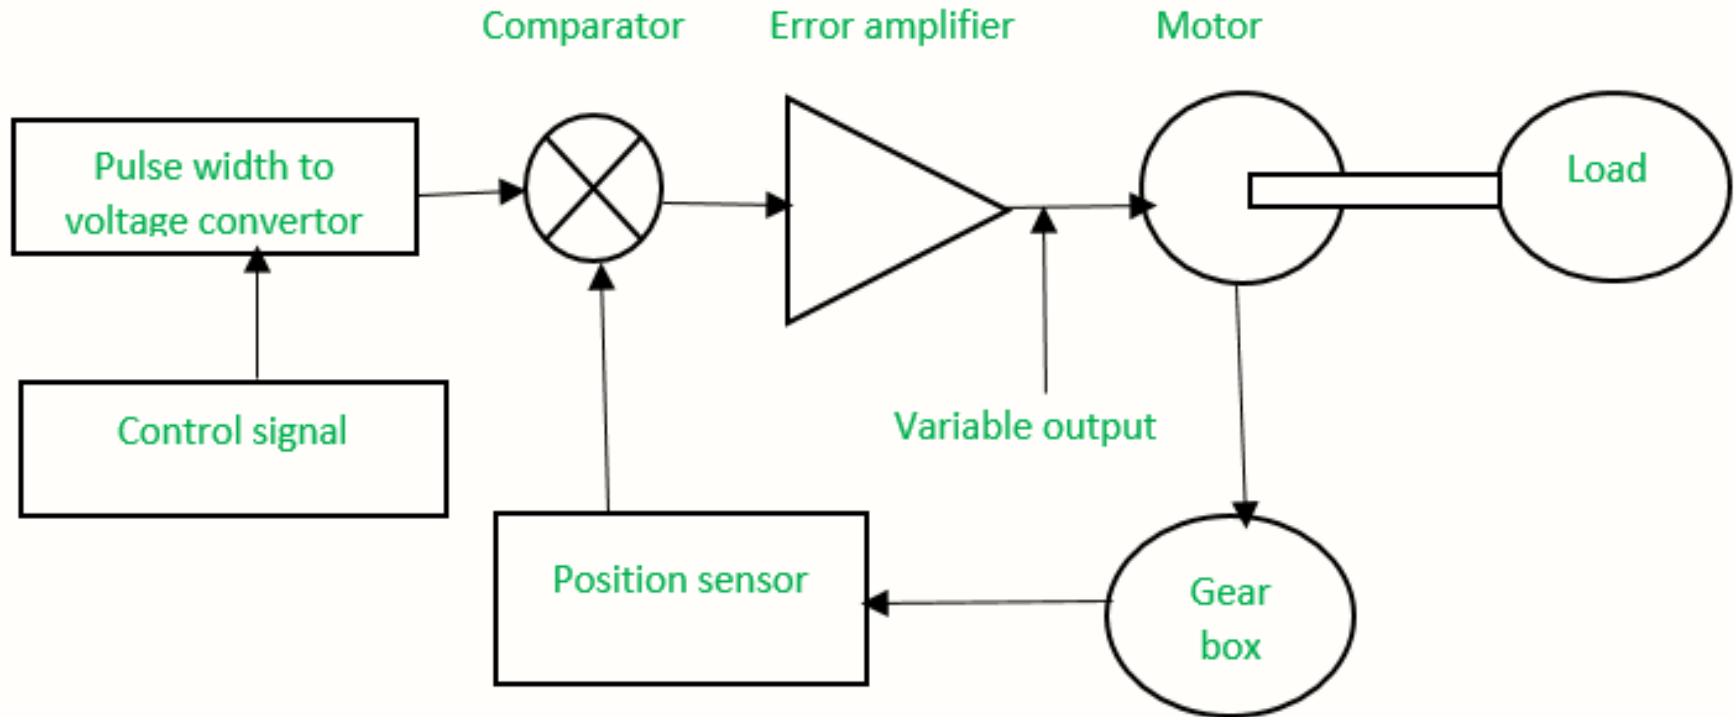 Comparator
Error amplifier
Motor
Pulse width to
voltage convertor
Load
Control signal
Variable output
Position sensor
Gear
box